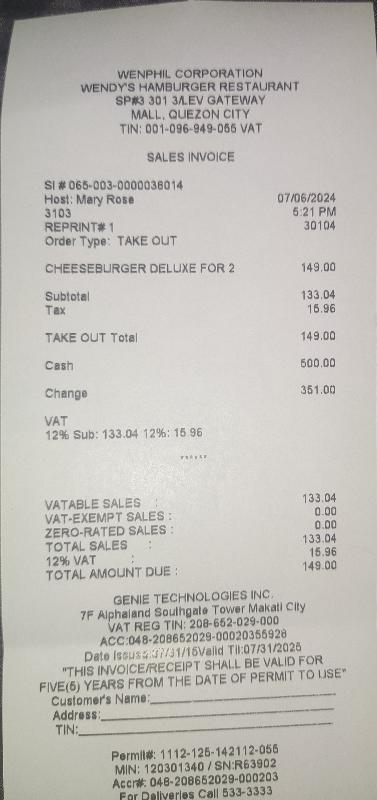 WENPHIL CORPORATION
WENDY'S HAMBURGER RESTAURANT
SP#3 301 3/LEV GATEWAY
MALL, QUEZON CITY
TIN: 001-096-949-055 VAT
SALES INVOICE
SI # 065-003-0000036014
Host: Mary Rose 07/06/2024
3103 5:21 PM
REPRINT# 1 30104
Order Type: TAKE OUT
CHEESEBURGER DELUXE FOR 2 149.00
Subtotal 133.04
Tax 15.96
TAKE OUT Total 149.00
Cash 500.00
Change 351.00
VAT
12% Sub: 133.04 12%: 15.96
******
VATABLE SALES : 133.04
VAT-EXEMPT SALES : 0.00
ZERO-RATED SALES : 0.00
TOTAL SALES : 133.04
12% VAT : 15.96
TOTAL AMOUNT DUE : 149.00
GENIE TECHNOLOGIES INC.
7F Alphaland Southgate Tower Makati City
VAT REG TIN: 208-652-029-000
ACC:048-208652029-00020355928
Date Issued:07/31/15Valid Til:07/31/2025
"THIS INVOICE/RECEIPT SHALL BE VALID FOR
FIVE(5) YEARS FROM THE DATE OF PERMIT TO USE"
Customer's Name:
Address:
TIN:
Permit#: 1112-125-142112-055
MIN: 120301340 / SN:R63902
Accr#: 048-208652029-000203
For Deliveries Call 533-3333